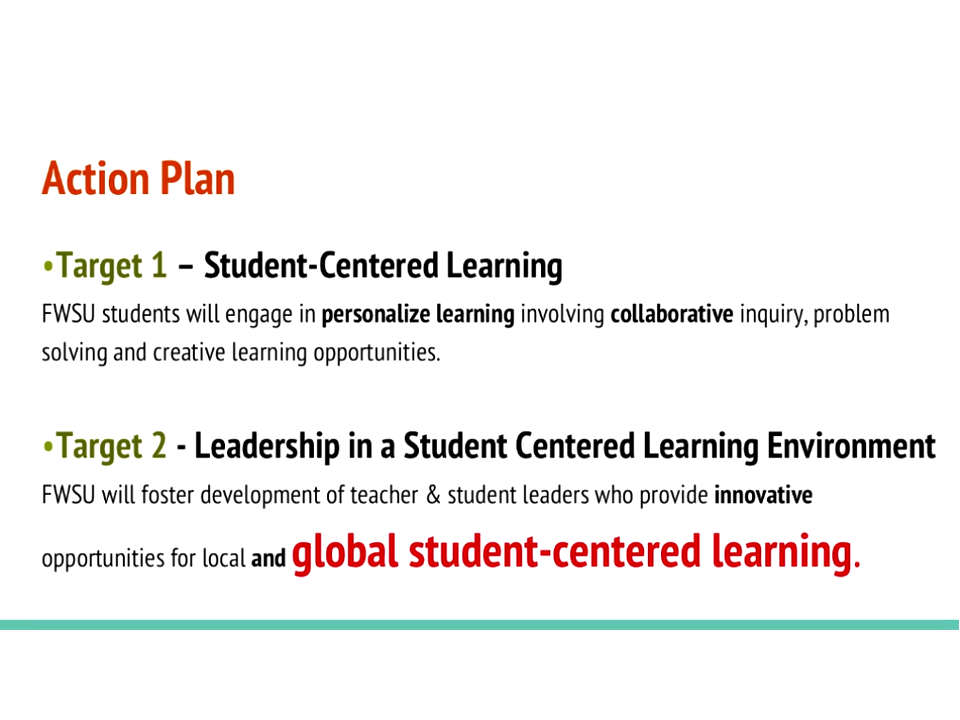 Action Plan
•Target 1 – Student-Centered Learning
FWSU students will engage in personalize learning involving collaborative inquiry, problem
solving and creative learning opportunities.
•Target 2 - Leadership in a Student Centered Learning Environment
FWSU will foster development of teacher & student leaders who provide innovative
opportunities for local and global student-centered learning.